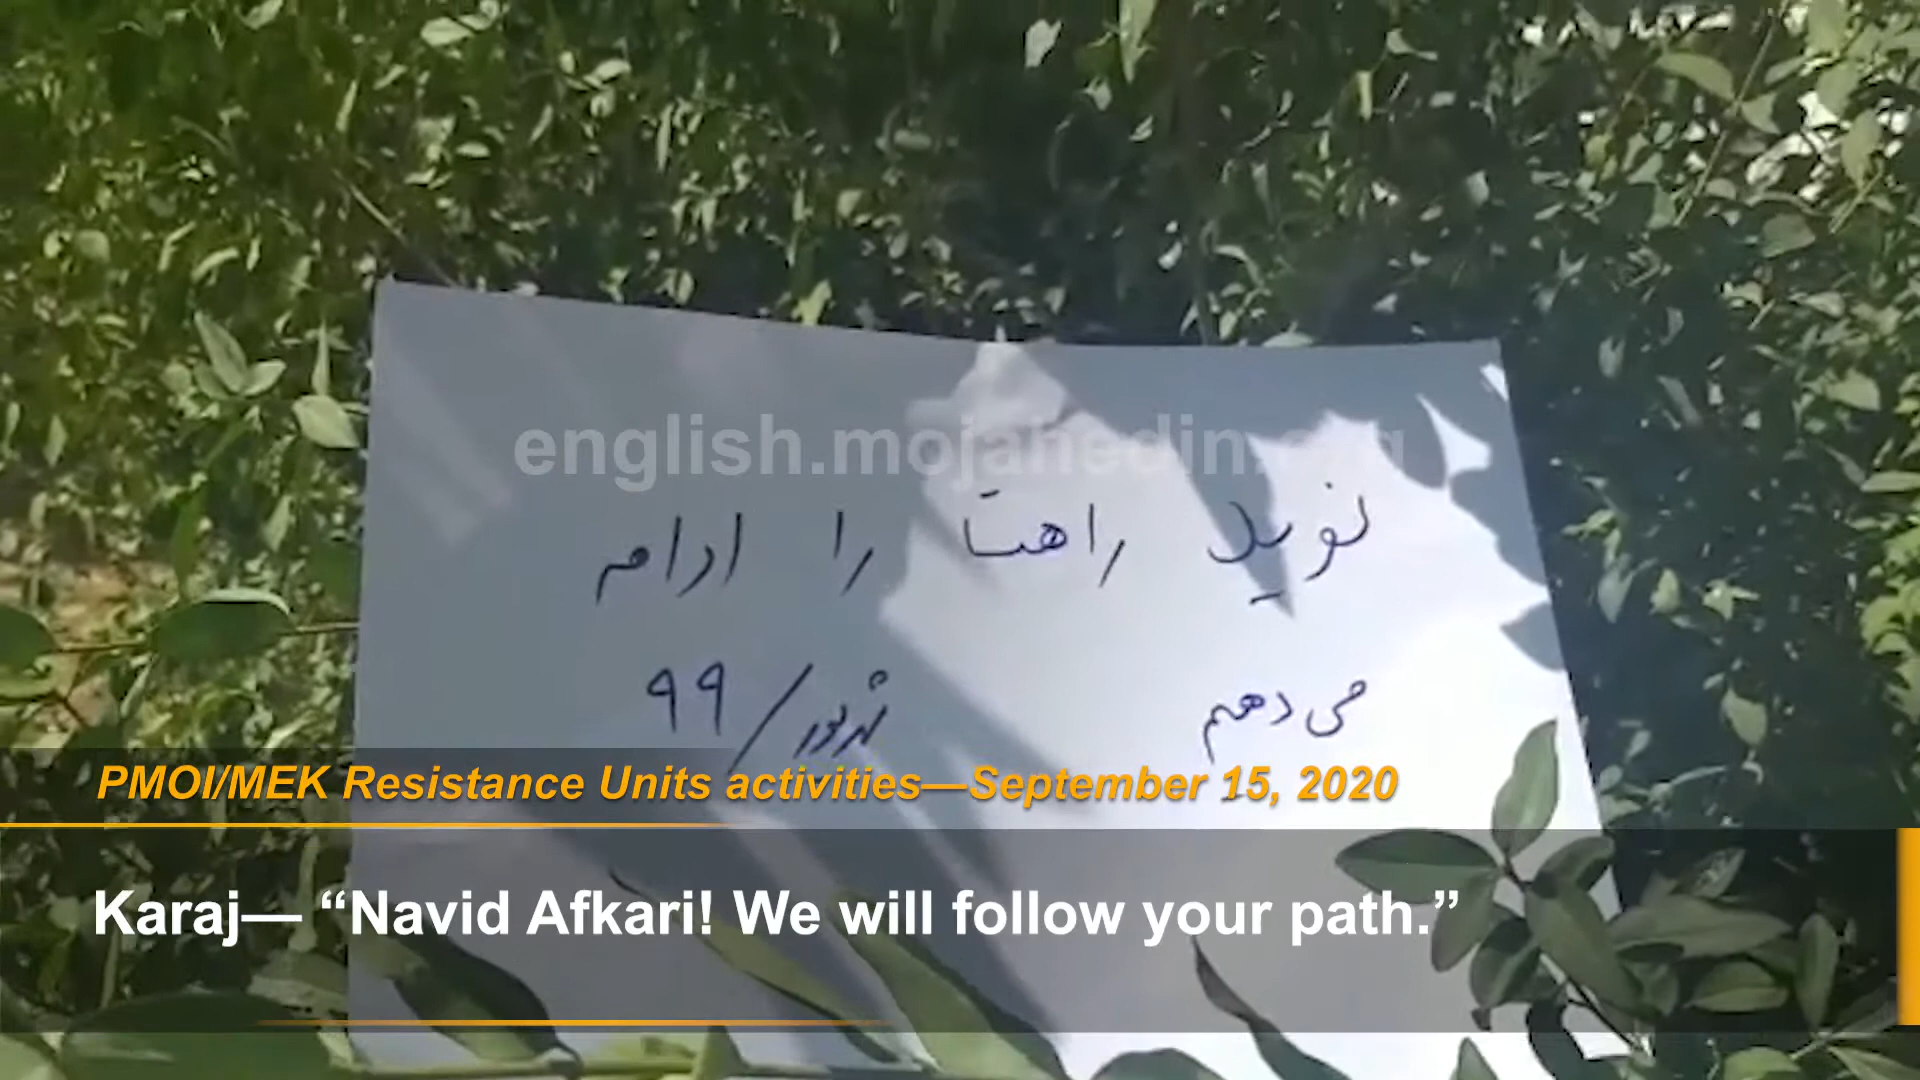 english.mojahedin.org
نوید راهت را ادامه
می دهم شهریور/ ۹۹
PMOI/MEK Resistance Units activities—September 15, 2020
Karaj— “Navid Afkari! We will follow your path.”